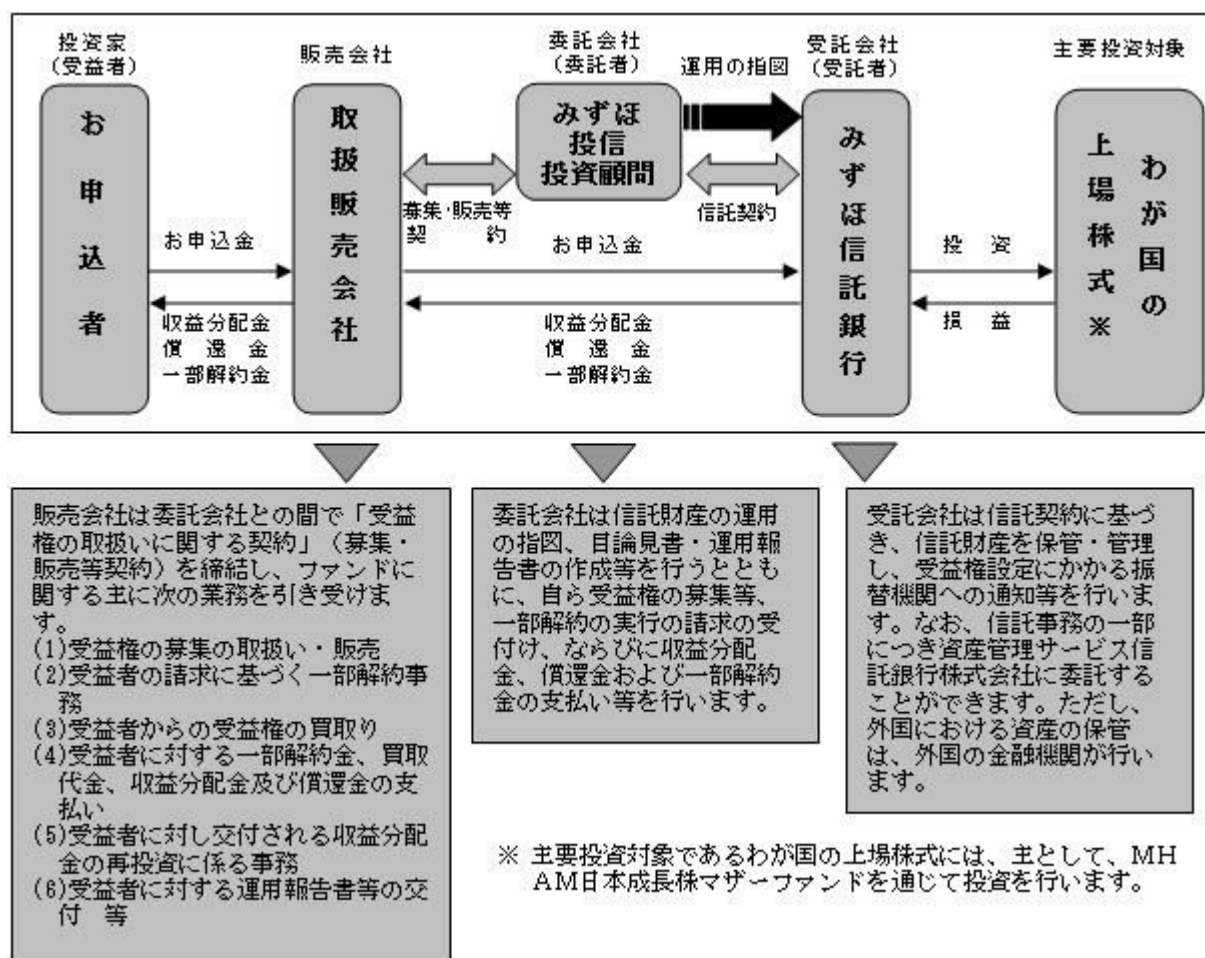 投資家
(受益者)
お申込者
販売会社
取扱販売会社
委託会社
(委託者)
みずほ
投信
投資顧問
運用の指図
受託会社
(受託者)
みずほ信託銀行
主要投資対象
わが国の
上場株式※
募集・販売等
契　約
信託契約
お申込金
お申込金
投　資
収益分配金
償　還　金
一部解約金
収益分配金
償　還　金
一部解約金
損　益
販売会社は委託会社との間で「受益
権の取扱いに関する契約」(募集・
販売等契約)を締結し、ファンドに
関する主に次の業務を引き受けま
す。
(1)受益権の募集の取扱い・販売
(2)受益者の請求に基づく一部解約事
務
(3)受益者からの受益権の買取り
(4)受益者に対する一部解約金、買取
代金、収益分配金及び償還金の支
払い
(5)受益者に対し交付される収益分配
金の再投資に係る事務
(6)受益者に対する運用報告書等の交
付　等
委託会社は信託財産の運用
の指図、目論見書・運用報
告書の作成等を行うととも
に、自ら受益権の募集等、
一部解約の実行の請求の受
付け、ならびに収益分配
金、償還金および一部解約
金の支払い等を行います。
受託会社は信託契約に基づ
き、信託財産を保管・管理
し、受益権設定にかかる振
替機関への通知等を行いま
す。なお、信託事務の一部
につき資産管理サービス信
託銀行株式会社に委託する
ことができます。ただし、
外国における資産の保管
は、外国の金融機関が行い
ます。
※ 主要投資対象であるわが国の上場株式には、主として、MH
AM日本成長株マザーファンドを通じて投資を行います。